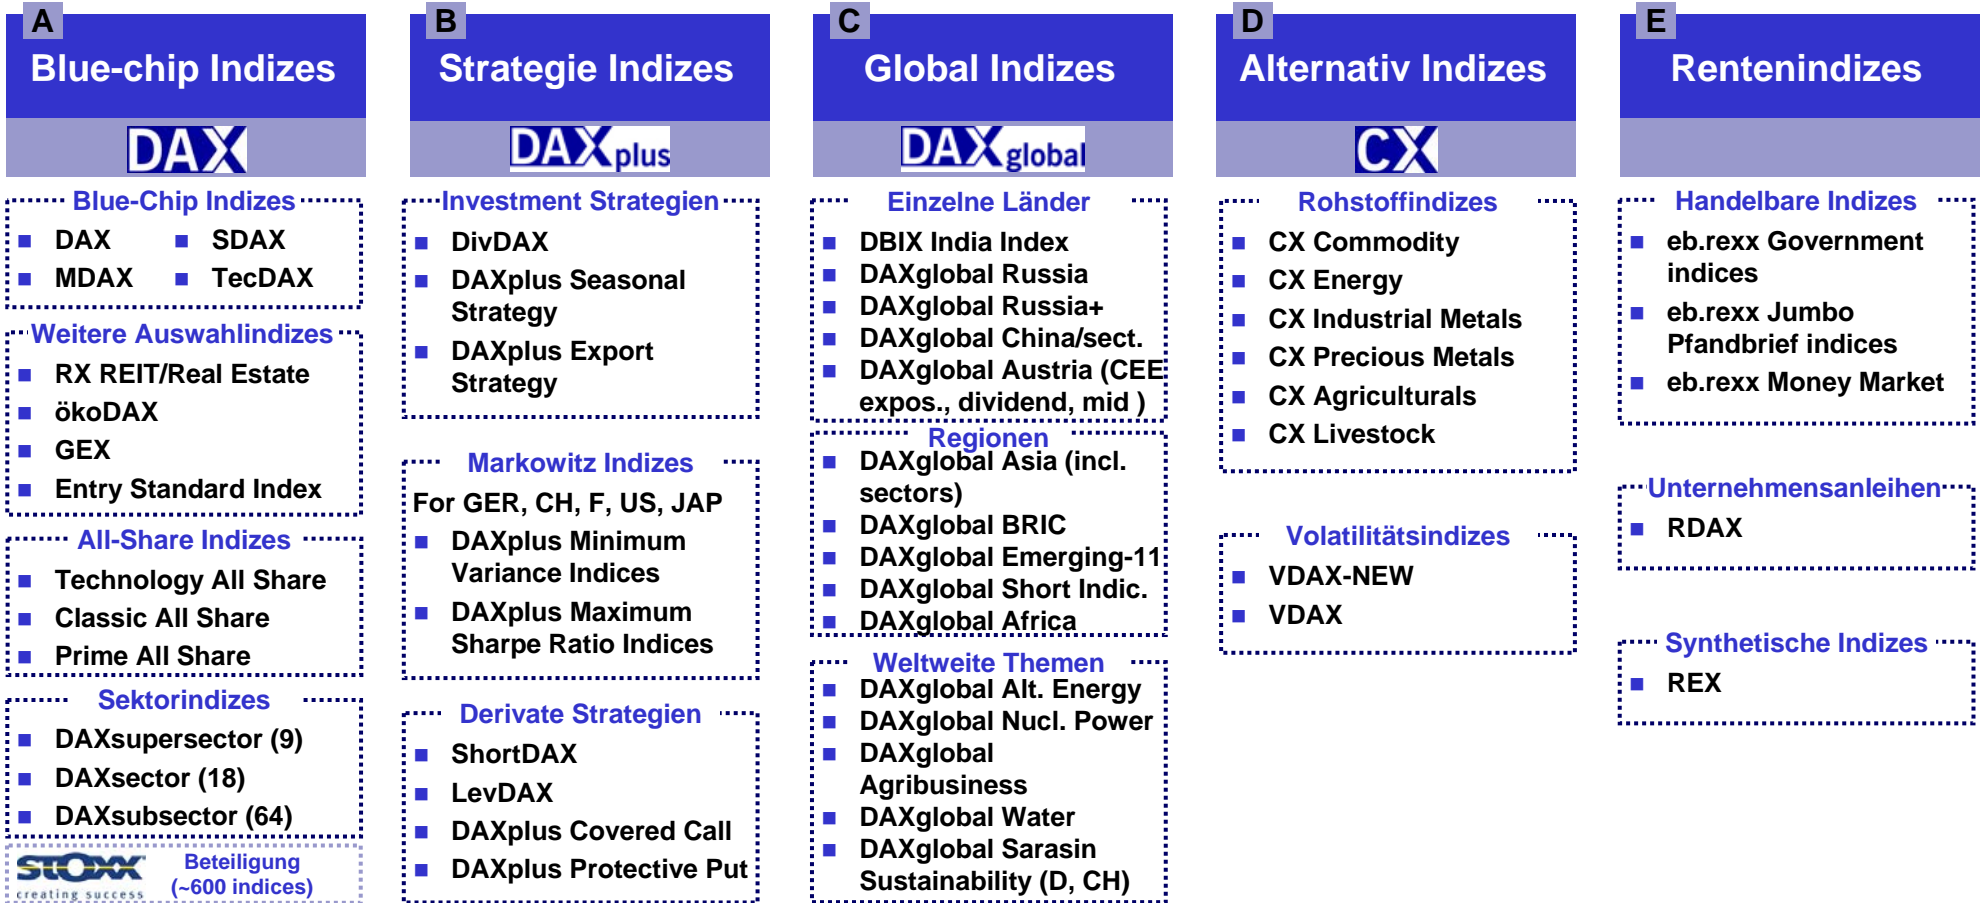 A
Blue-chip Indizes
DAX
Blue-Chip Indizes
DAX
SDAX
MDAX
TecDAX
Weitere Auswahlindizes
RX REIT/Real Estate
ökoDAX
GEX
Entry Standard Index
All-Share Indizes
Technology All Share
Classic All Share
Prime All Share
Sektorindizes
DAXsupersector (9)
DAXsector (18)
DAXsubsector (64)
STOXX
creating success
Beteiligung
(~600 indices)
B
Strategie Indizes
DAXplus
Investment Strategien
DivDAX
DAXplus Seasonal
Strategy
DAXplus Export
Strategy
Markowitz Indizes
For GER, CH, F, US, JAP
DAXplus Minimum
Variance Indices
DAXplus Maximum
Sharpe Ratio Indices
Derivate Strategien
ShortDAX
LevDAX
DAXplus Covered Call
DAXplus Protective Put
C
Global Indizes
DAXglobal
Einzelne Länder
DBIX India Index
DAXglobal Russia
DAXglobal Russia+
DAXglobal China/sect.
DAXglobal Austria (CEE
expos., dividend, mid )
Regionen
DAXglobal Asia (incl.
sectors)
DAXglobal BRIC
DAXglobal Emerging-11
DAXglobal Short Indic.
DAXglobal Africa
Weltweite Themen
DAXglobal Alt. Energy
DAXglobal Nucl. Power
DAXglobal
Agribusiness
DAXglobal Water
DAXglobal Sarasin
Sustainability (D, CH)
D
Alternativ Indizes
CX
Rohstoffindizes
CX Commodity
CX Energy
CX Industrial Metals
CX Precious Metals
CX Agriculturals
CX Livestock
Volatilitätsindizes
VDAX-NEW
VDAX
E
Rentenindizes
Handelbare Indizes
eb.rexx Government
indices
eb.rexx Jumbo
Pfandbrief indices
eb.rexx Money Market
Unternehmensanleihen
RDAX
Synthetische Indizes
REX